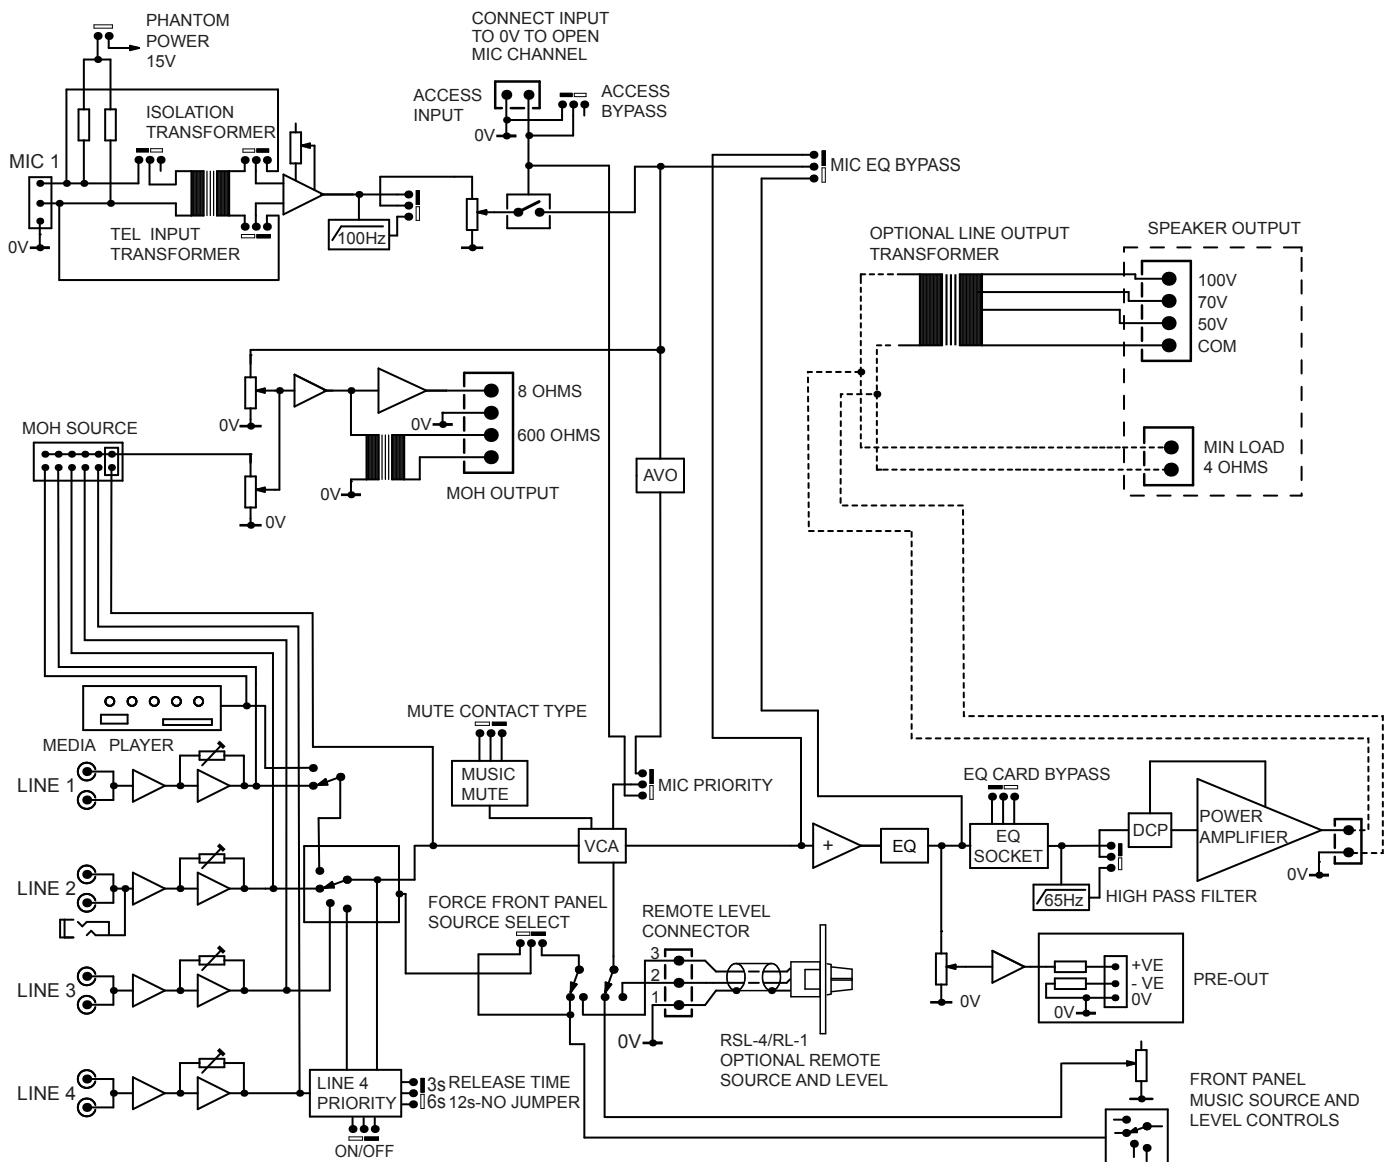 PHANTOM
POWER
15V
CONNECT INPUT
TO 0V TO OPEN
MIC CHANNEL
ISOLATION
TRANSFORMER
ACCESS
INPUT
ACCESS
BYPASS
0V
MIC 1
MIC EQ BYPASS
0V
TEL INPUT
TRANSFORMER
100Hz
OPTIONAL LINE OUTPUT
TRANSFORMER
SPEAKER OUTPUT
100V
70V
50V
COM
8 OHMS
0V
0V
600 OHMS
MOH SOURCE
MIN LOAD
4 OHMS
AVO
0V
MOH OUTPUT
0V
MUTE CONTACT TYPE
MEDIA PLAYER
LINE 1
MUSIC
MUTE
MIC PRIORITY
EQ CARD BYPASS
VCA
+
EQ
EQ
SOCKET
DCP
POWER
AMPLIFIER
0V
LINE 2
65Hz
HIGH PASS FILTER
FORCE FRONT PANEL
SOURCE SELECT
REMOTE LEVEL
CONNECTOR
3
2
1
LINE 3
0V
+VE
- VE
0V
0V
PRE-OUT
0V
RSL-4/RL-1
OPTIONAL REMOTE
SOURCE AND LEVEL
LINE 4
LINE 4
PRIORITY
3s RELEASE TIME
6s 12s-NO JUMPER
ON/OFF
FRONT PANEL
MUSIC SOURCE AND
LEVEL CONTROLS